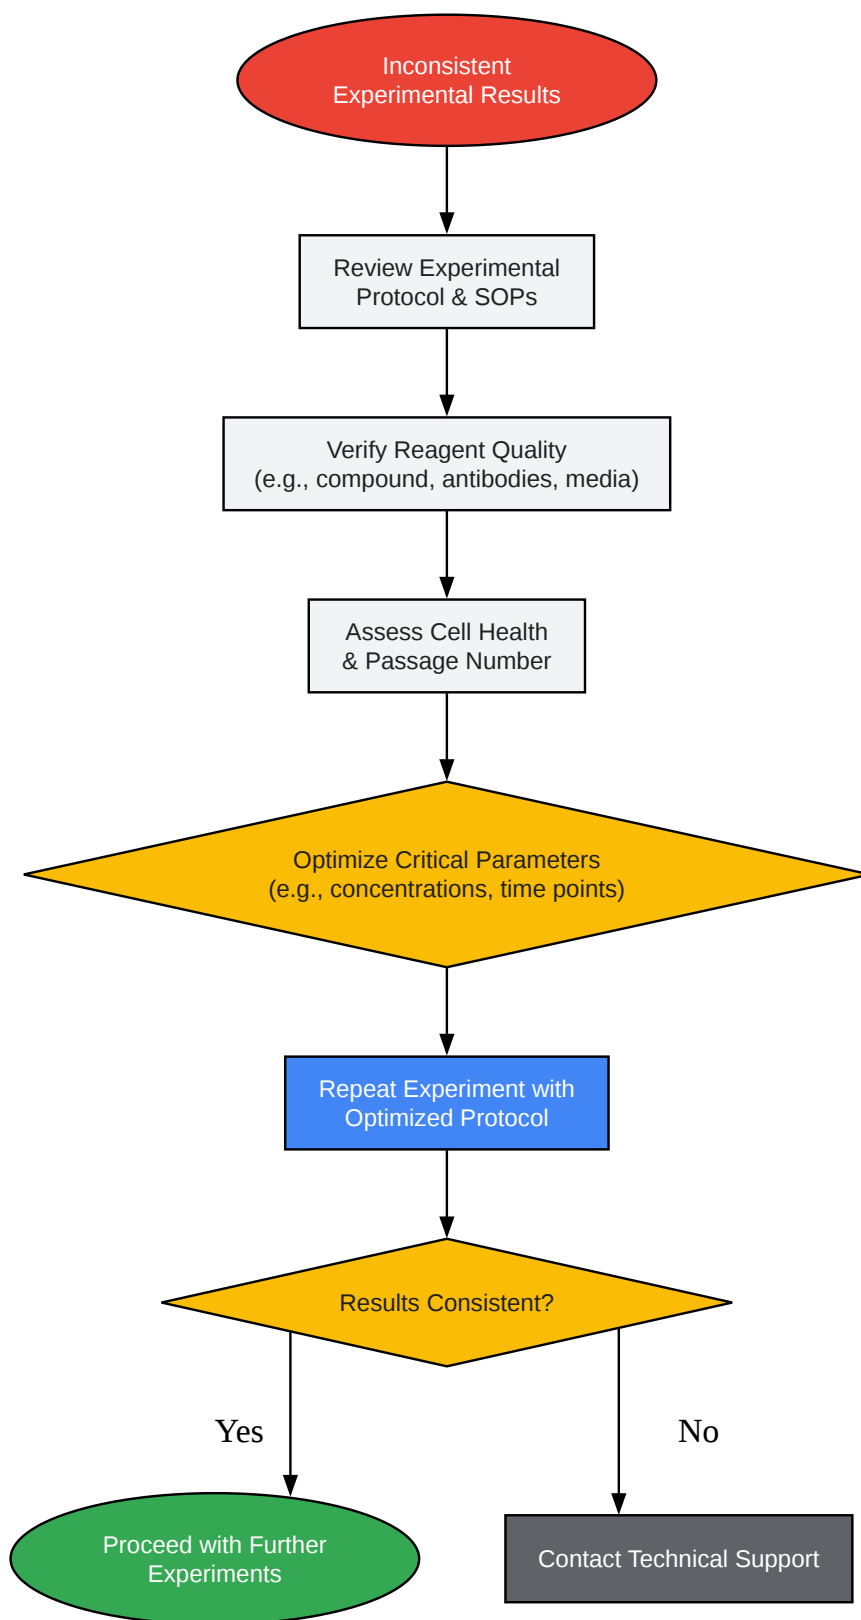 Inconsistent
Experimental Results
Review Experimental
Protocol & SOPs
Verify Reagent Quality
(e.g., compound, antibodies, media)
Assess Cell Health
& Passage Number
Optimize Critical Parameters
(e.g., concentrations, time points)
Repeat Experiment with
Optimized Protocol
Results Consistent?
Yes
No
Proceed with Further
Experiments
Contact Technical Support